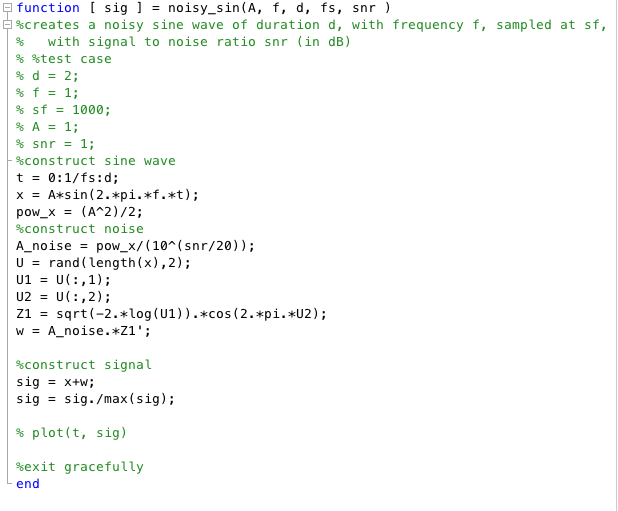 function [ sig ] = noisy_sin(A, f, d, fs, snr )
%creates a noisy sine wave of duration d, with frequency f, sampled at sf,
%   with signal to noise ratio snr (in dB)
% %test case
% d = 2;
% f = 1;
% sf = 1000;
% A = 1;
% snr = 1;
%construct sine wave
t = 0:1/fs:d;
x = A*sin(2.*pi.*f.*t);
pow_x = (A^2)/2;
%construct noise
A_noise = pow_x/(10^(snr/20));
U = rand(length(x),2);
U1 = U(:,1);
U2 = U(:,2);
Z1 = sqrt(-2.*log(U1)).*cos(2.*pi.*U2);
w = A_noise.*Z1';
%construct signal
sig = x+w;
sig = sig./max(sig);
% plot(t, sig)
%exit gracefully
end